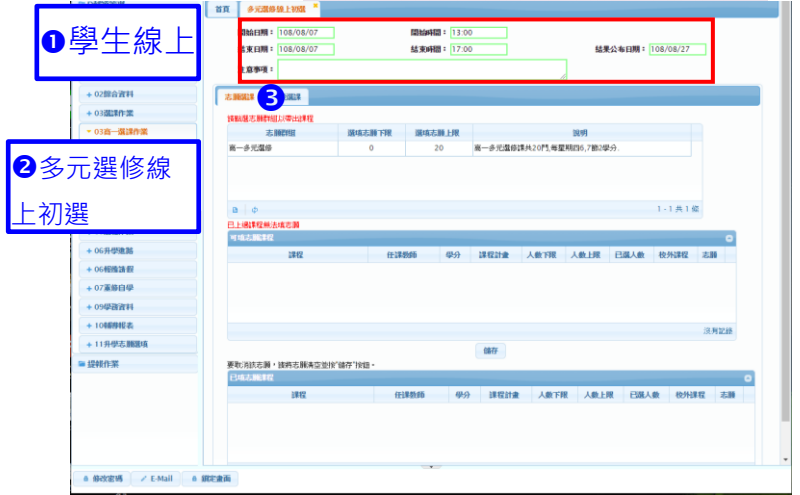 首頁 多元選修線上初選
❶學生線上
開始日期： 108/08/07 開始時間： 13:00
結束日期： 108/08/07 結束時間： 17:00 結果公布日期： 108/08/27
注意事項：
+ 02綜合資料
+ 03選課作業
03高一選課作業
❷多元選修線
上初選
+ 06升學進路
+ 07重修自學
+ 09學務資料
+ 10輔導報表
+ 11升學志願選填
提報作業
志願選課 ❸ 選課
請點選志願群組以帶出課程
志願群組 選填志願下限 選填志願上限 說明
高一多元選修 0 20 高一多元選修課共20門,每星期四6,7節2學分.
1 - 1 共 1 筆
已上過課程無法填志願
可填志願課程
課程 任課教師 學分 課程計畫 人數下限 人數上限 已選人數 校外課程 志願
沒有記錄
儲存
要取消該志願，請將志願清空並按"儲存"按鈕。
已填志願課程
課程 任課教師 學分 課程計畫 人數下限 人數上限 已選人數 校外課程 志願
修改密碼 E-Mail 鎖定畫面